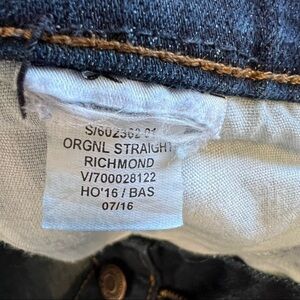 S/602362 01
ORGNL STRAIGHT
RICHMOND
V/700028122
HO'16 / BAS
07/16